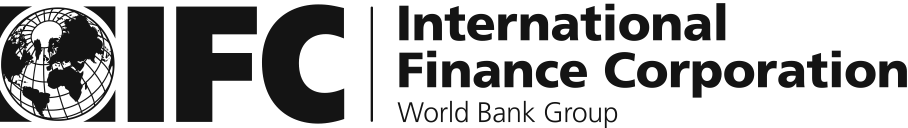 IFC
International
Finance Corporation
World Bank Group